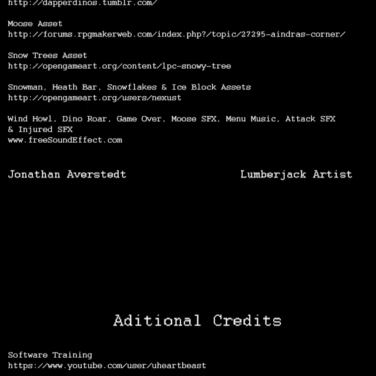 http://dapperdinos.tumblr.com/
Moose Asset
http://forums.rpgmakerweb.com/index.php?/topic/27295-aindras-corner/
Snow Trees Asset
http://opengameart.org/content/lpc-snowy-tree
Snowman, Heath Bar, Snowflakes & Ice Block Assets
http://opengameart.org/users/nexust
Wind Howl, Dino Roar, Game Over, Moose SFX, Menu Music, Attack SFX
& Injured SFX
www.freeSoundEffect.com
Jonathan Averstedt Lumberjack Artist
Aditional Credits
Software Training
https://www.youtube.com/user/uheartbeast